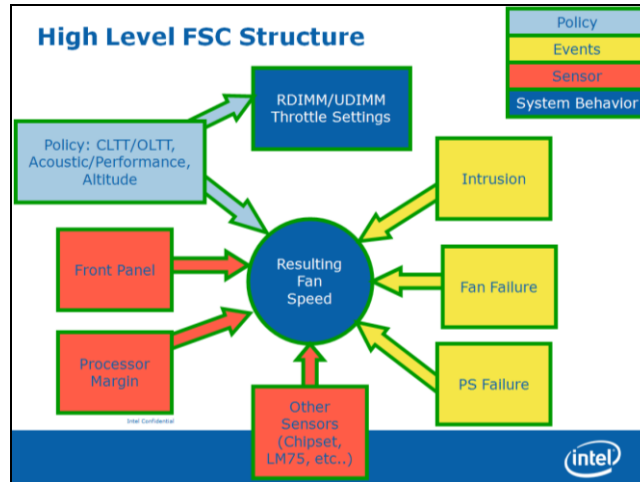 High Level FSC Structure
Policy
Events
Sensor
System Behavior
RDIMM/UDIMM
Throttle Settings
Policy: CLTT/OLTT,
Acoustic/Performance,
Altitude
Intrusion
Front Panel
Resulting
Fan
Speed
Fan Failure
Processor
Margin
PS Failure
Other
Sensors
(Chipset,
LM75, etc..)
Intel Confidential
intel